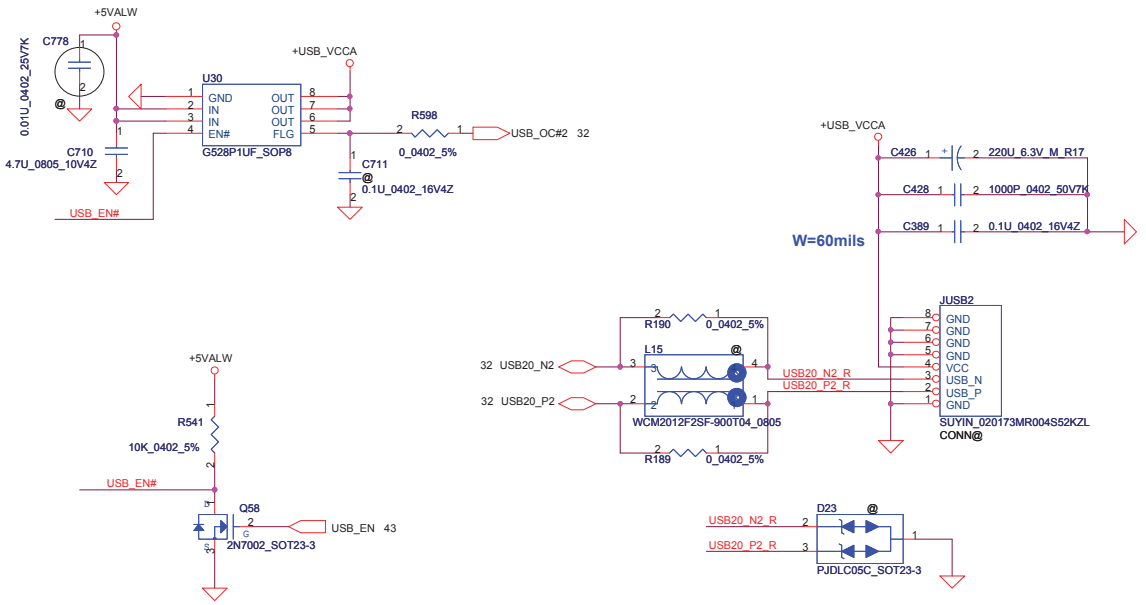 +5VALW
C778
1
2
0.01U_0402_25V7K
@
1
C710
4.7U_0805_10V4Z
2
USB_EN#
U30
1 GND OUT 8
2 IN OUT 7
3 IN OUT 6
4 EN# FLG 5
G528P1UF_SOP8
+USB_VCCA
R598
2 1
0_0402_5%
USB_OC#2 32
1
C711
@
0.1U_0402_16V4Z
2
+USB_VCCA
C426 1 + 2 220U_6.3V_M_R17
C428 1 2 1000P_0402_50V7K
C389 1 2 0.1U_0402_16V4Z
W=60mils
JUSB2
8 GND
7 GND
6 GND
5 GND
4 VCC
3 USB_N
2 USB_P
1 GND
SUYIN_020173MR004S52KZL
CONN@
2 1
R190 0_0402_5%
L15 @
32 USB20_N2 3 3 4 4
USB20_N2_R
USB20_P2_R
32 USB20_P2 2 2 1 1
WCM2012F2SF-900T04_0805
2 1
R189 0_0402_5%
+5VALW
1
R541
10K_0402_5%
2
USB_EN#
1
D
Q58
2
G
USB_EN 43
S
3
2N7002_SOT23-3
D23 @
USB20_N2_R 2
1
USB20_P2_R 3
PJDLC05C_SOT23-3